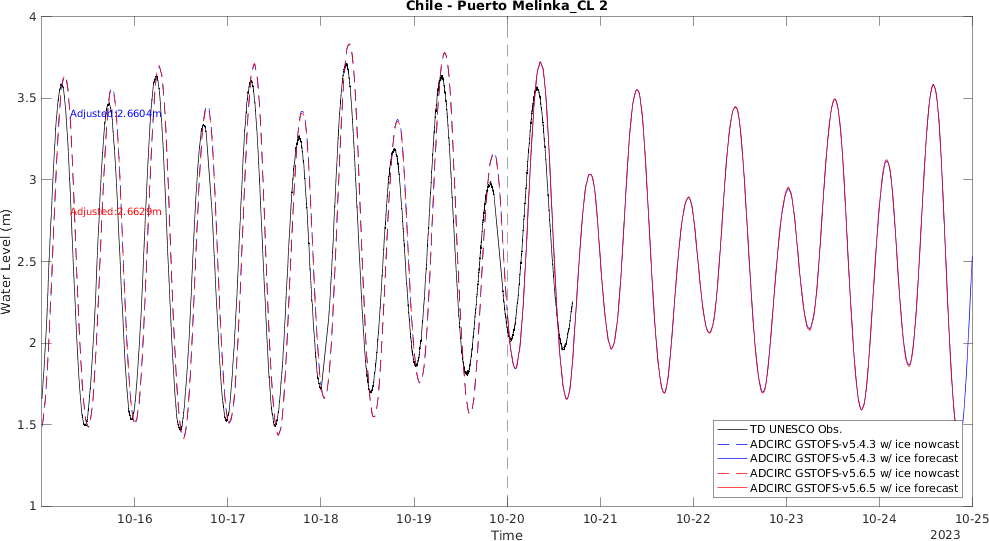 Chile - Puerto Melinka_CL 2
4
3.5
3
2.5
2
1.5
1
Water Level (m)
Adjusted:2.6604m
Adjusted:2.6629m
TD UNESCO Obs.
ADCIRC GSTOFS-v5.4.3 w/ ice nowcast
ADCIRC GSTOFS-v5.4.3 w/ ice forecast
ADCIRC GSTOFS-v5.6.5 w/ ice nowcast
ADCIRC GSTOFS-v5.6.5 w/ ice forecast
10-16 10-17 10-18 10-19 10-20 10-21 10-22 10-23 10-24 10-25
Time
2023